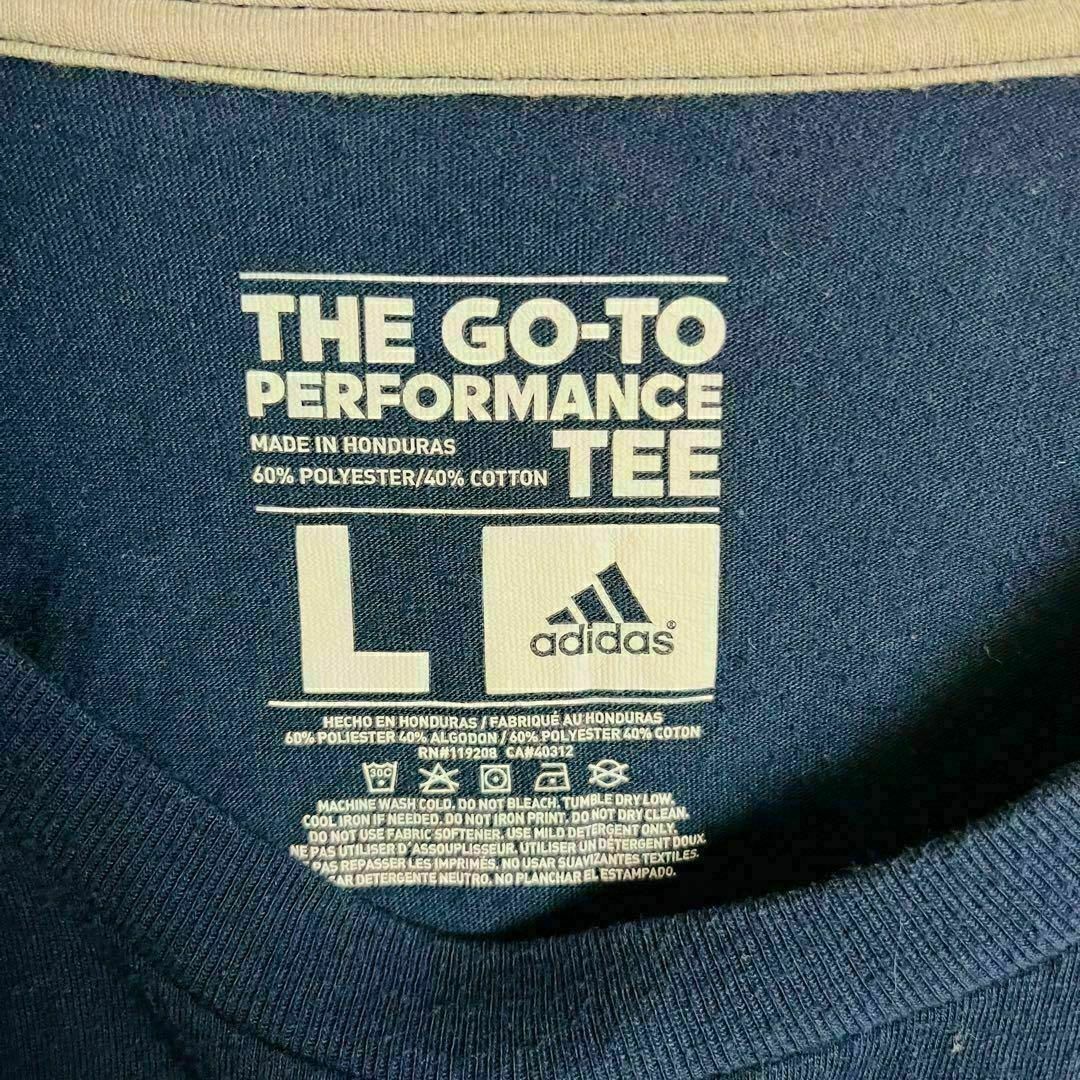 THE GO-TO
PERFORMANCE
MADE IN HONDURAS
60% POLYESTER/40% COTTON
TEE
L
adidas®
HECHO EN HONDURAS / FABRIQUÉ AU HONDURAS
60% POLIESTER 40% ALGODON / 60% POLYESTER 40% COTON
RN#119208 CA#40312
30C
MACHINE WASH COLD. DO NOT BLEACH. TUMBLE DRY LOW.
COOL IRON IF NEEDED. DO NOT IRON PRINT. DO NOT DRY CLEAN.
DO NOT USE FABRIC SOFTENER. USE MILD DETERGENT ONLY.
NE PAS UTILISER D'ASSOUPLISSEUR. UTILISER UN DÉTERGENT DOUX.
PAS REPASSER LES IMPRIMÉS. NO USAR SUAVIZANTES TEXTILES.
DETERGENTE NEUTRO. NO PLANCHAR EL ESTAMPADO.